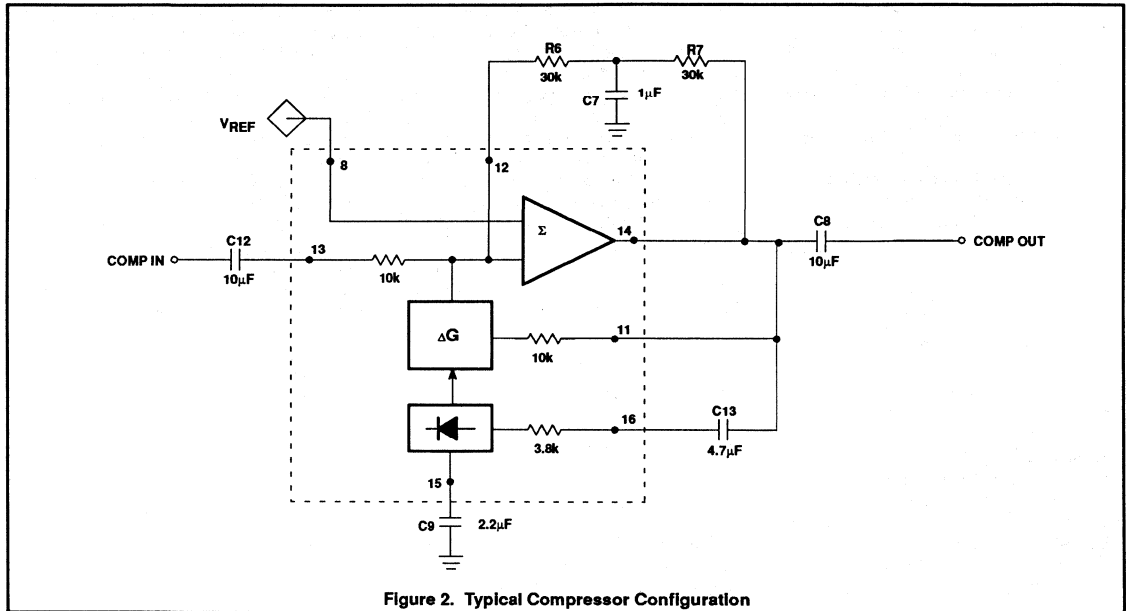 R6
R7
30k
30k
C7
1μF
VREF
8
12
Σ
14
C8
C12
13
COMP IN
COMP OUT
10μF
10k
10μF
ΔG
11
10k
C13
16
3.8k
4.7μF
15
C9
2.2μF
Figure 2. Typical Compressor Configuration